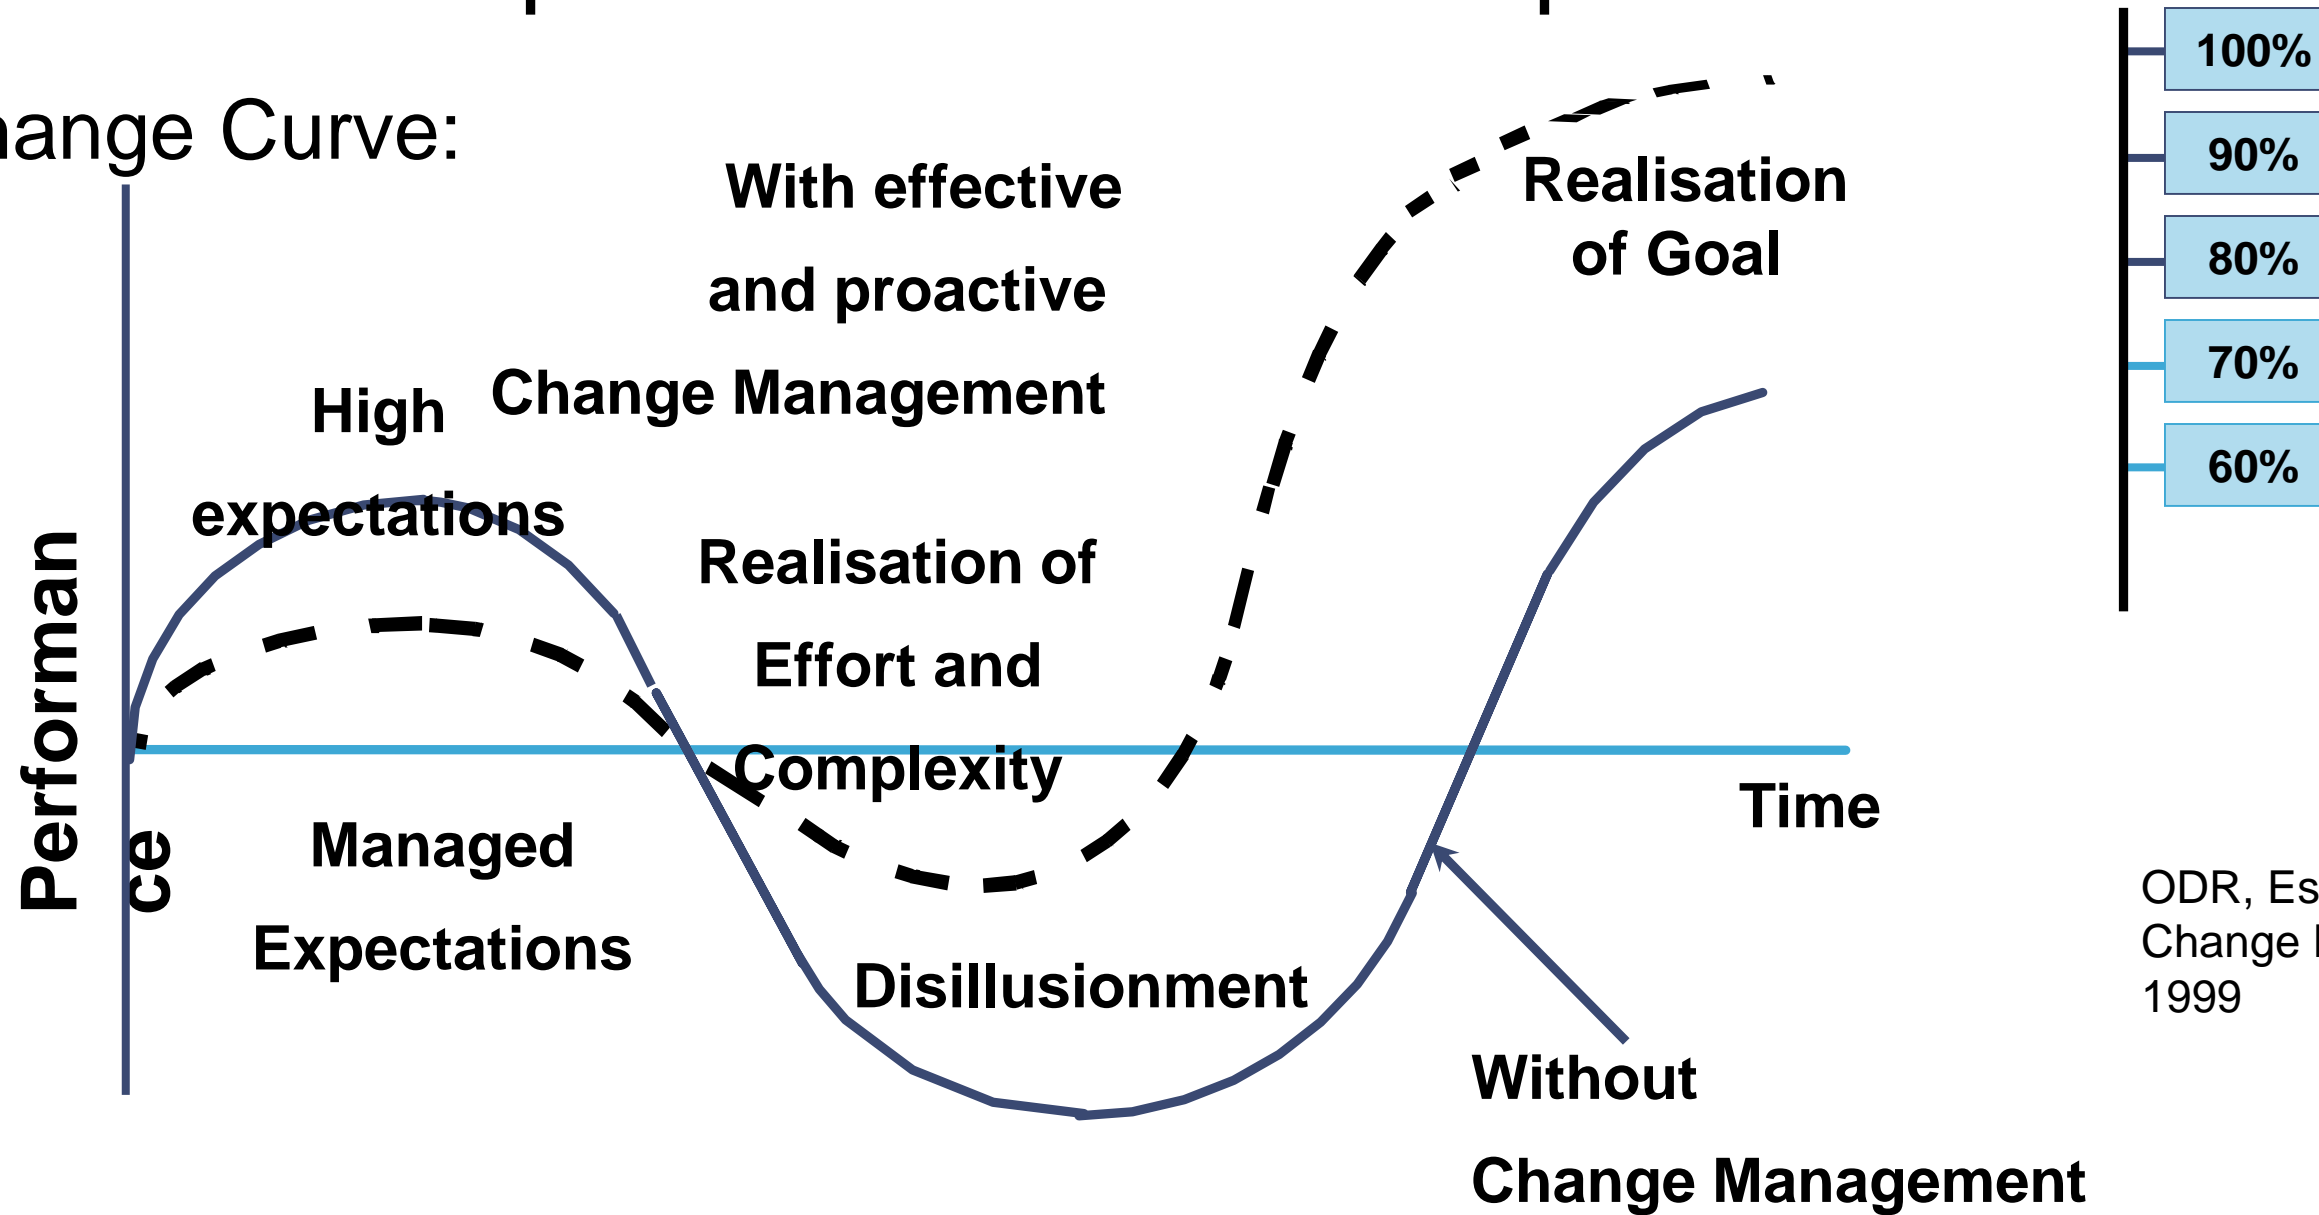 hange Curve:
With effective
and proactive
Change Management
High
expectations
Realisation of
Effort and
Complexity
Realisation
of Goal
Performan
ce
Managed
Expectations
Disillusionment
Time
Without
Change Management
100%
90%
80%
70%
60%
ODR, Es
Change
1999